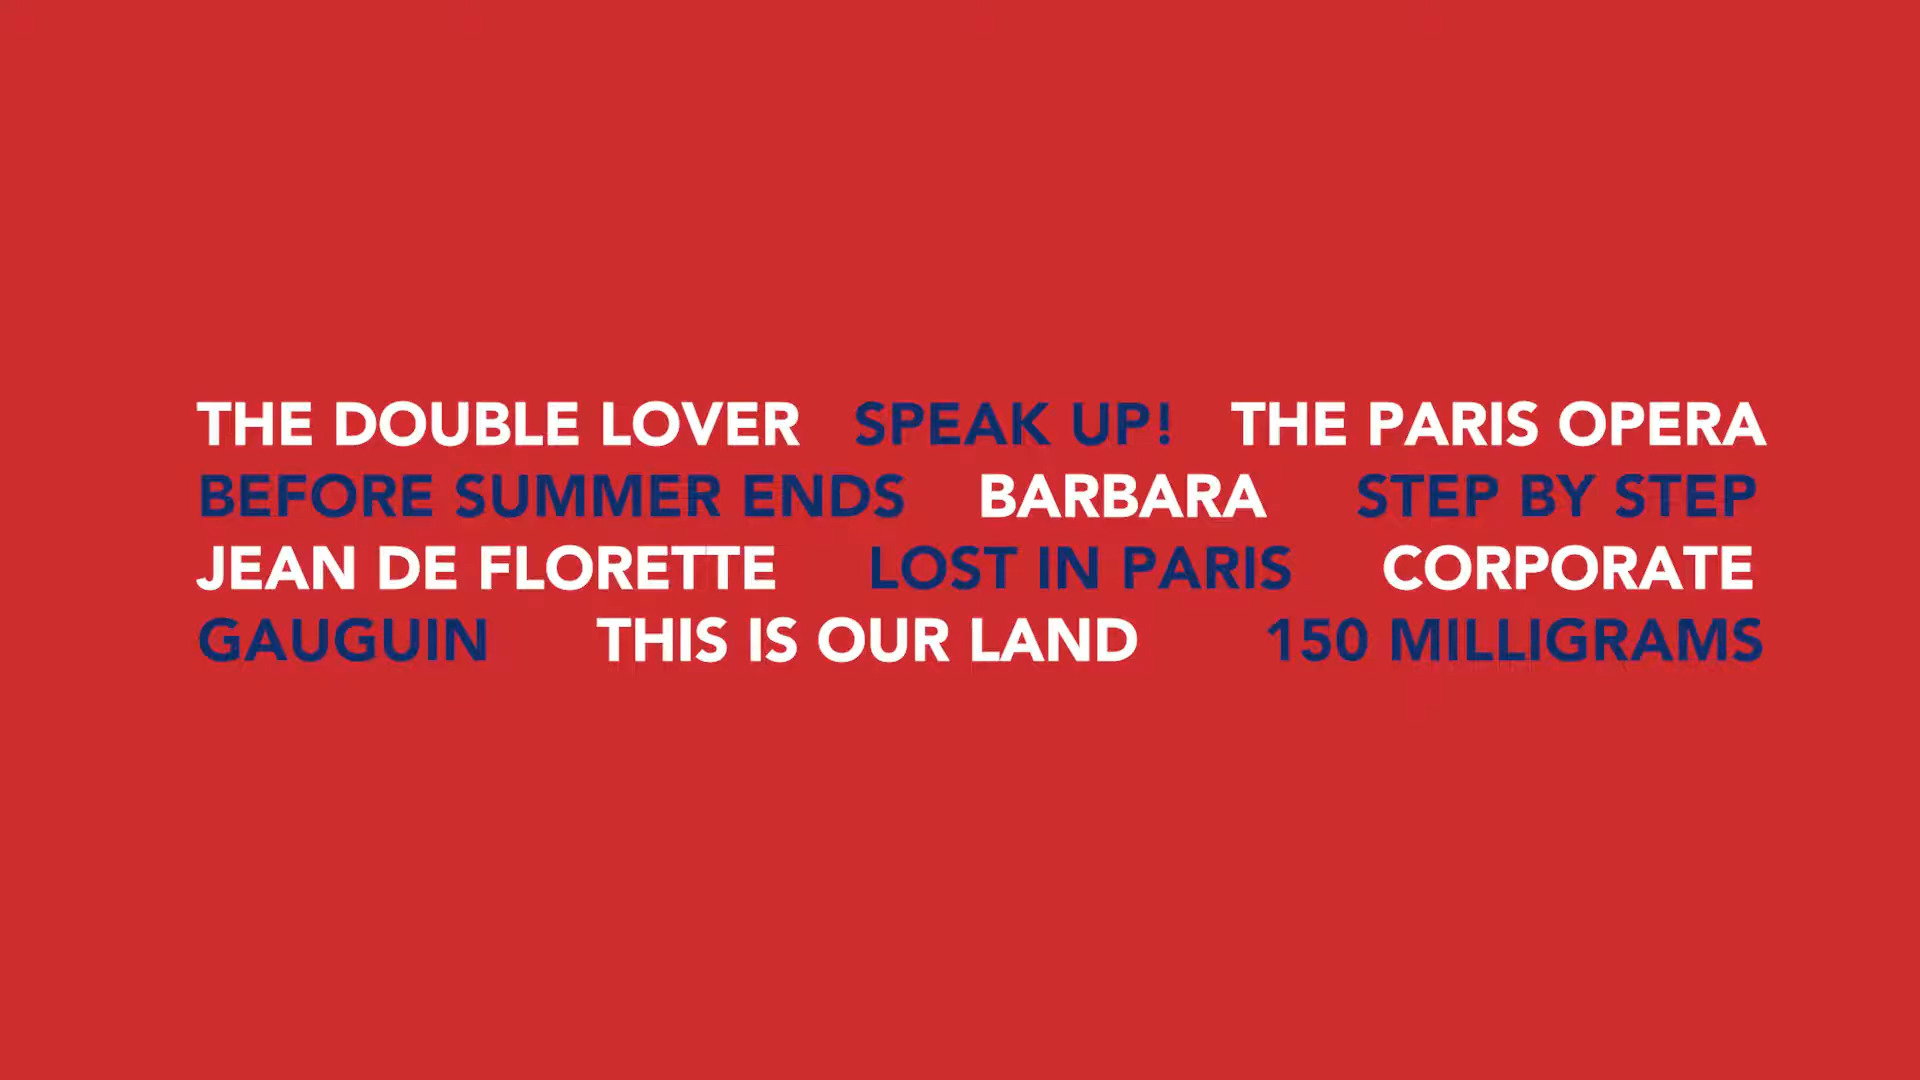 THE DOUBLE LOVER SPEAK UP! THE PARIS OPERA
BEFORE SUMMER ENDS BARBARA STEP BY STEP
JEAN DE FLORETTE LOST IN PARIS CORPORATE
GAUGUIN THIS IS OUR LAND 150 MILLIGRAMS